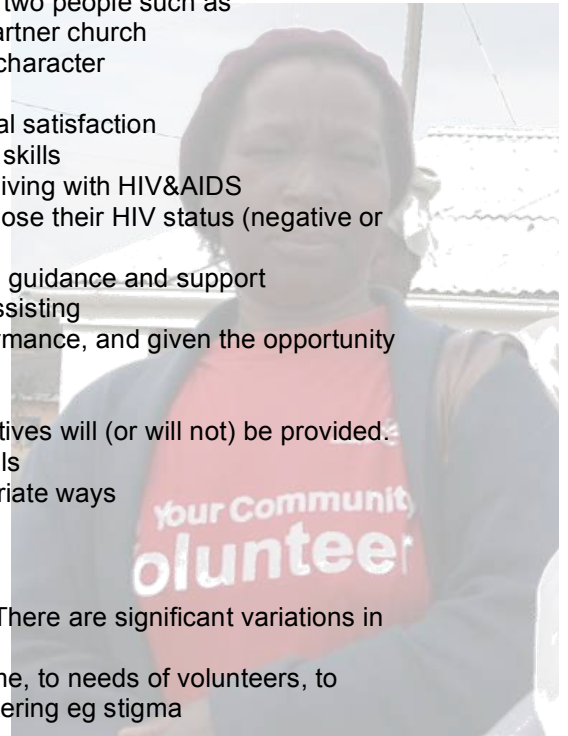 two people such as
artner church
character
al satisfaction
skills
iving with HIV&AIDS
ose their HIV status (negative or
guidance and support
ssisting
rmance, and given the opportunity
tives will (or will not) be provided.
ls
riate ways
Your Community
olunteer
There are significant variations in
ne, to needs of volunteers, to
ering eg stigma